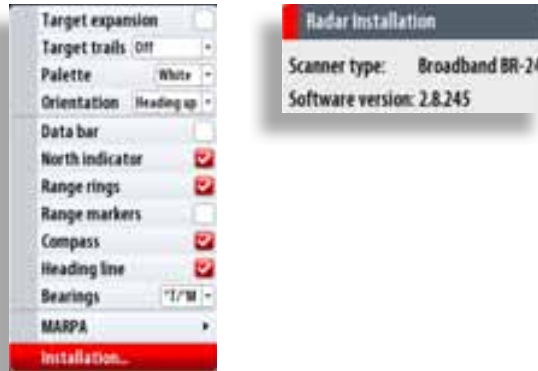 Target expansion
Target trails Off
Palette White
Orientation Heading up
Data bar
North indicator
Range rings
Range markers
Compass
Heading line
Bearings °T/°M
MARPA
Installation...
Radar Installation
Scanner type: Broadband BR-24
Software version: 2.8.245